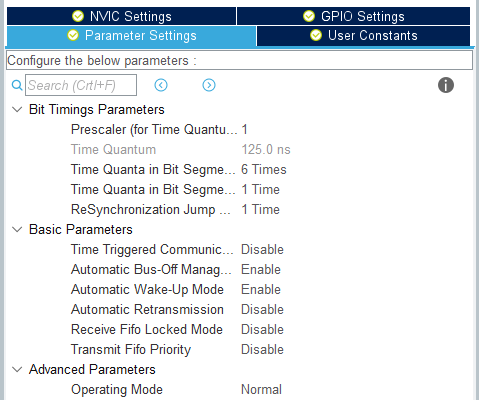 NVIC Settings GPIO Settings
Parameter Settings User Constants
Configure the below parameters :
Search (CrtI+F)
Bit Timings Parameters
Prescaler (for Time Quantu... 1
Time Quantum 125.0 ns
Time Quanta in Bit Segme... 6 Times
Time Quanta in Bit Segme... 1 Time
ReSynchronization Jump ... 1 Time
Basic Parameters
Time Triggered Communic... Disable
Automatic Bus-Off Manag... Enable
Automatic Wake-Up Mode Enable
Automatic Retransmission Disable
Receive Fifo Locked Mode Disable
Transmit Fifo Priority Disable
Advanced Parameters
Operating Mode Normal